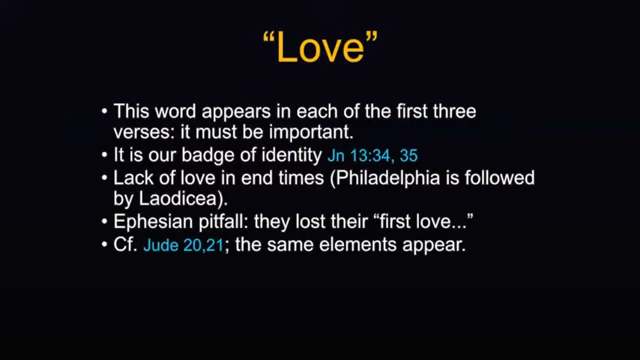 “Love”
• This word appears in each of the first three
verses: it must be important.
• It is our badge of identity Jn 13:34, 35
• Lack of love in end times (Philadelphia is followed
by Laodicea).
• Ephesian pitfall: they lost their “first love...”
• Cf. Jude 20,21; the same elements appear.